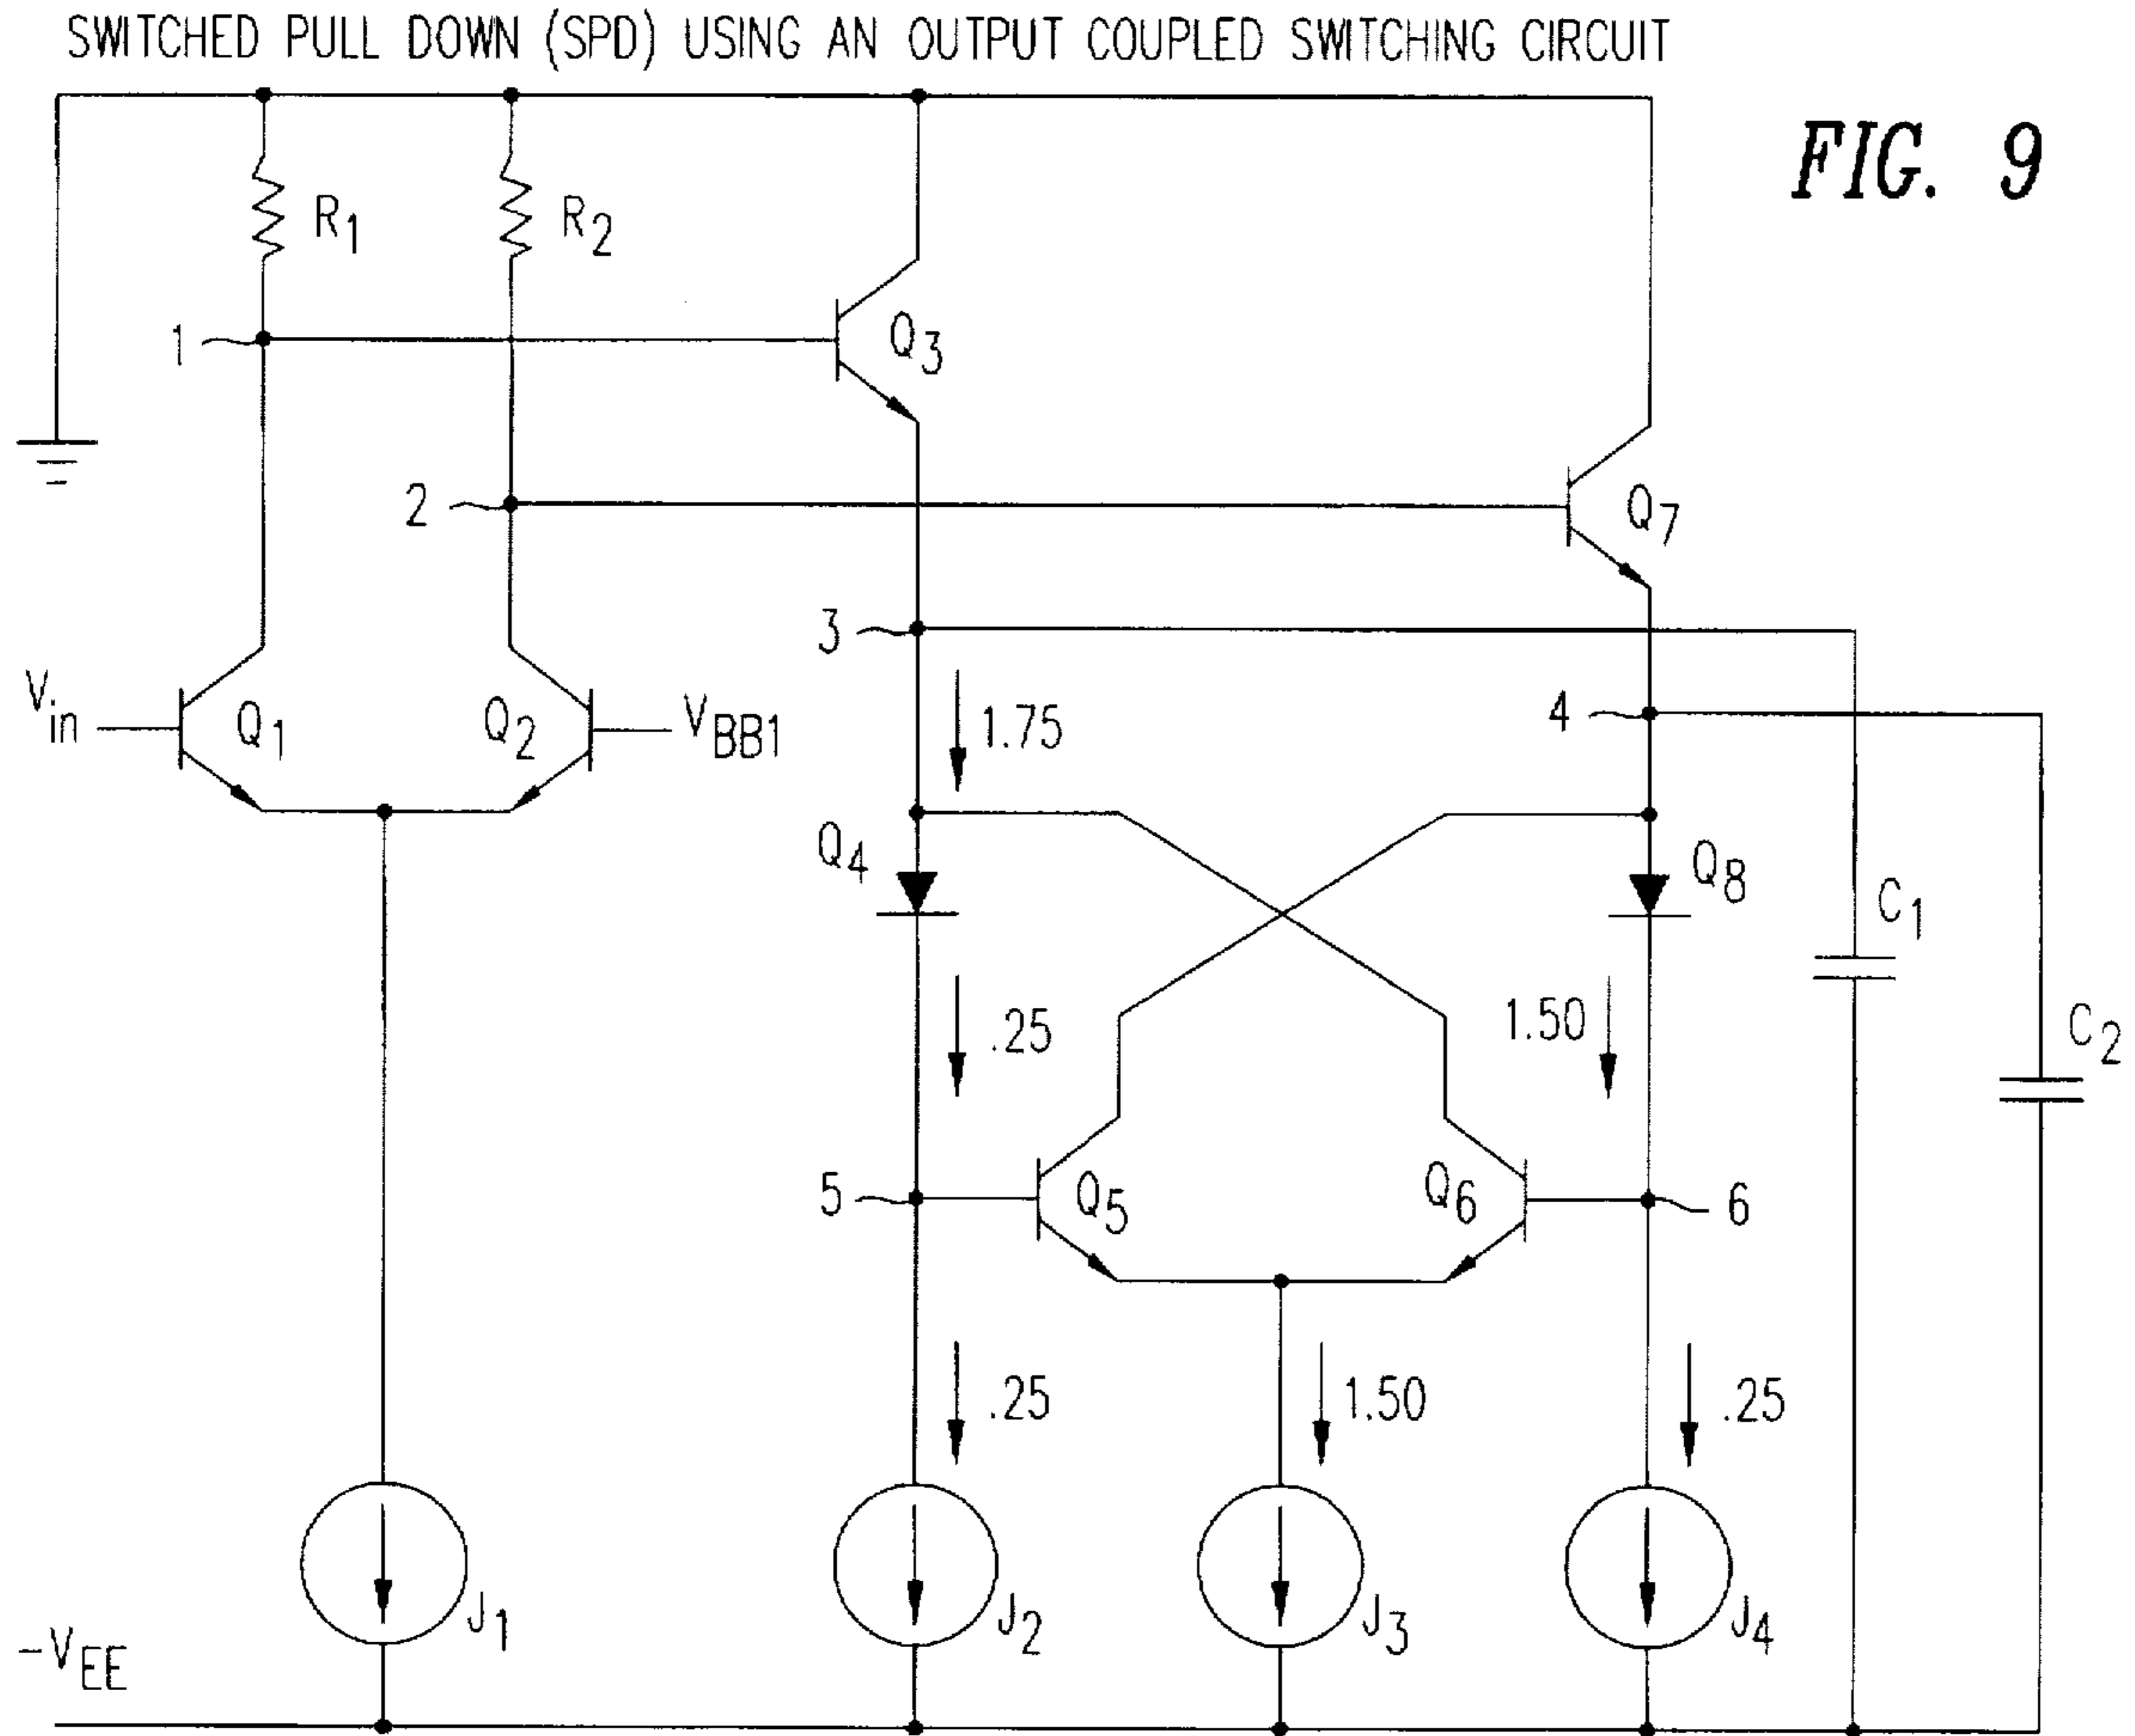 SWITCHED PULL DOWN (SPD) USING AN OUTPUT COUPLED SWITCHING CIRCUIT
FIG. 9
R1
R2
1
Q3
2
Q7
3
Vin
Q1
Q2
VBB1
1.75
4
Q4
Q8
C1
.25
1.50
C2
5
Q5
Q6
6
.25
1.50
.25
J1
J2
J3
J4
-VEE